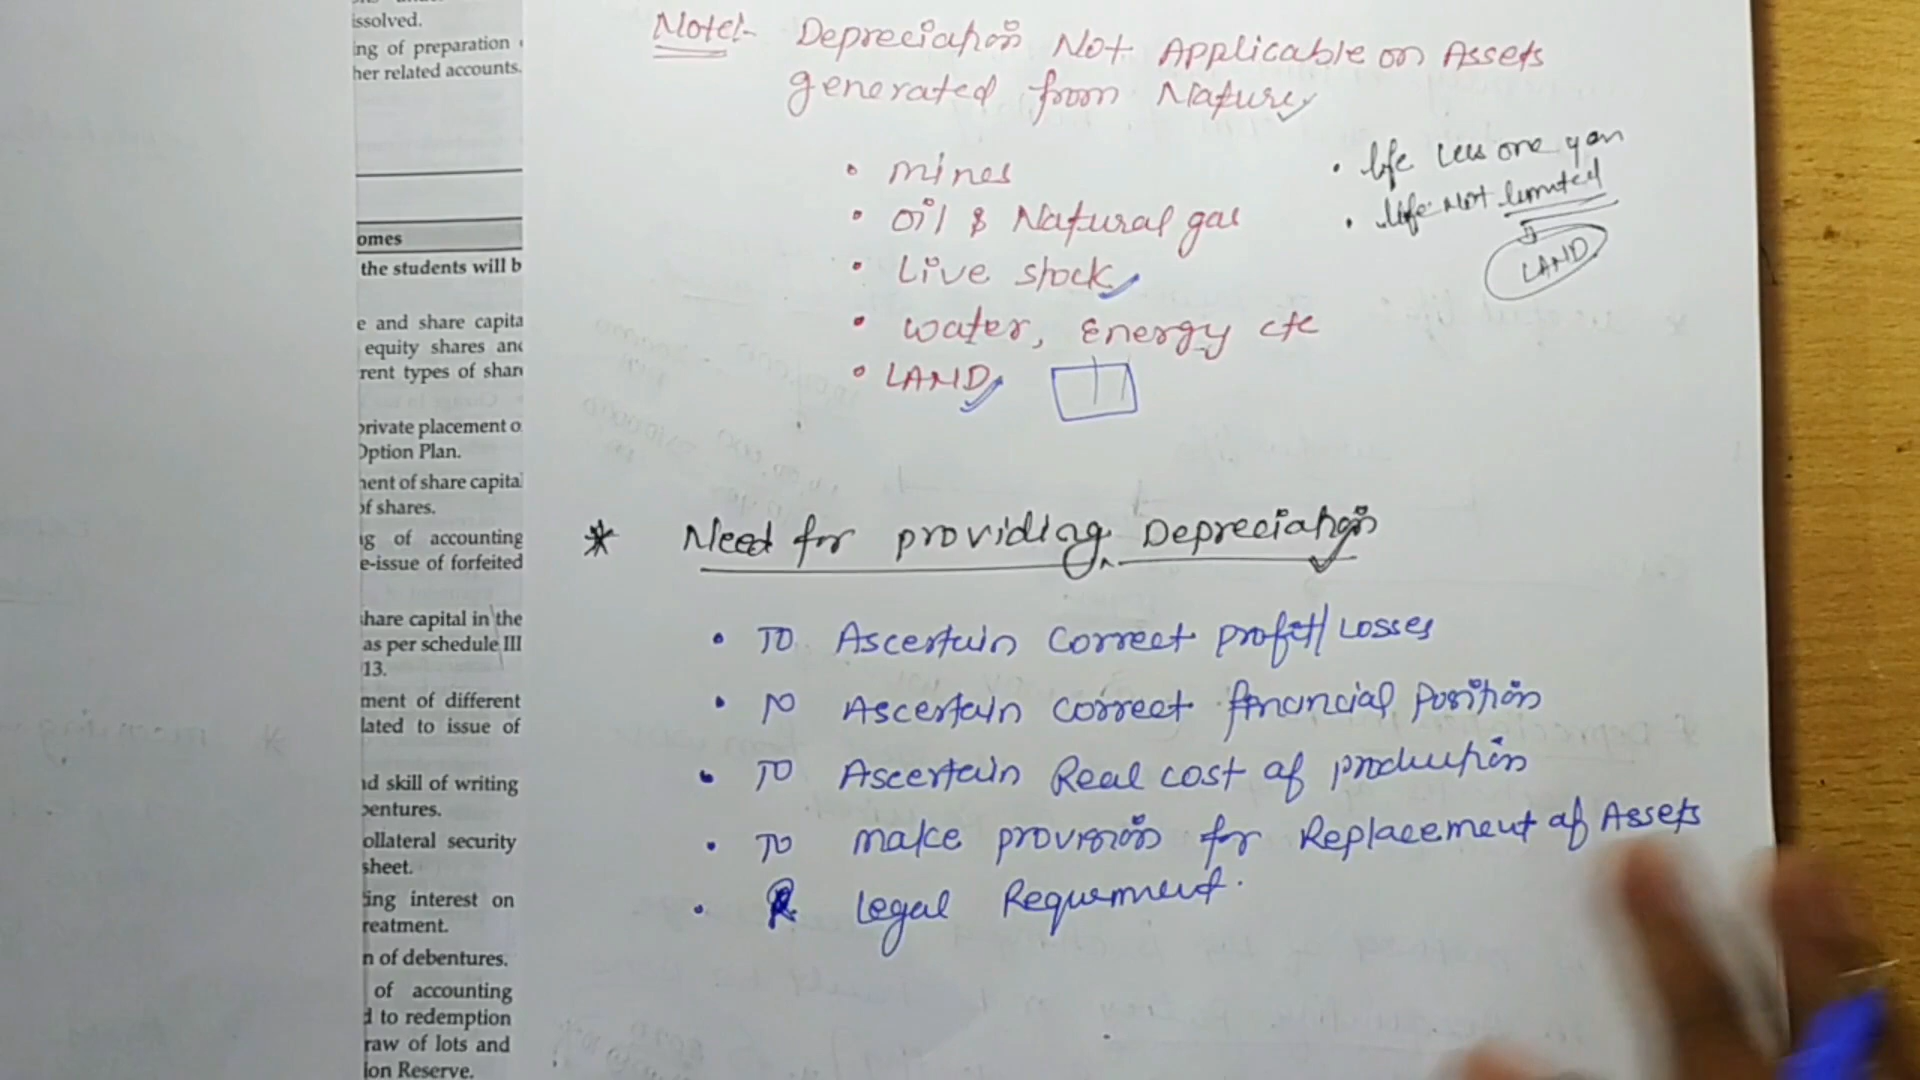 issolved.
ing of preparation
her related accounts.
omes
the students will b
e and share capita
equity shares and
rent types of shar
private placement o
Option Plan.
nent of share capita
of shares.
ng of accounting
e-issue of forfeited
share capital in the
as per schedule III
13.
ment of different
lated to issue of
nd skill of writing
bentures.
ollateral security
sheet.
ing interest on
reatment.
n of debentures.
of accounting
d to redemption
raw of lots and
ion Reserve.
Note:- Depreciation Not Applicable on Assets
generated from Nature
• mines
• oil & Natural gas
• Live stock
• water, Energy etc
• LAND
• life less one year
• life Not limited
LAND
* Need for providing Depreciation
• To Ascertain Correct profit/Losses
• To Ascertain correct financial Position
• To Ascertain Real cost of production
• To make provision for Replacement of Assets
• Legal Requirment.